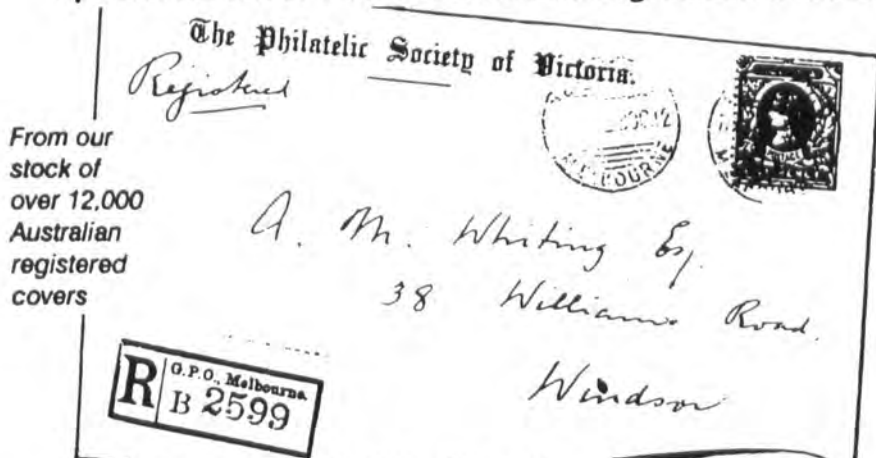 The Philatelic Society of Victoria.
Registered
MELBOURNE
From our
stock of
over 12,000
Australian
registered
covers
A. M. Whiting Esq.
38 Williams Road.
Windsor
R G.P.O., Melbourne.
B 2599